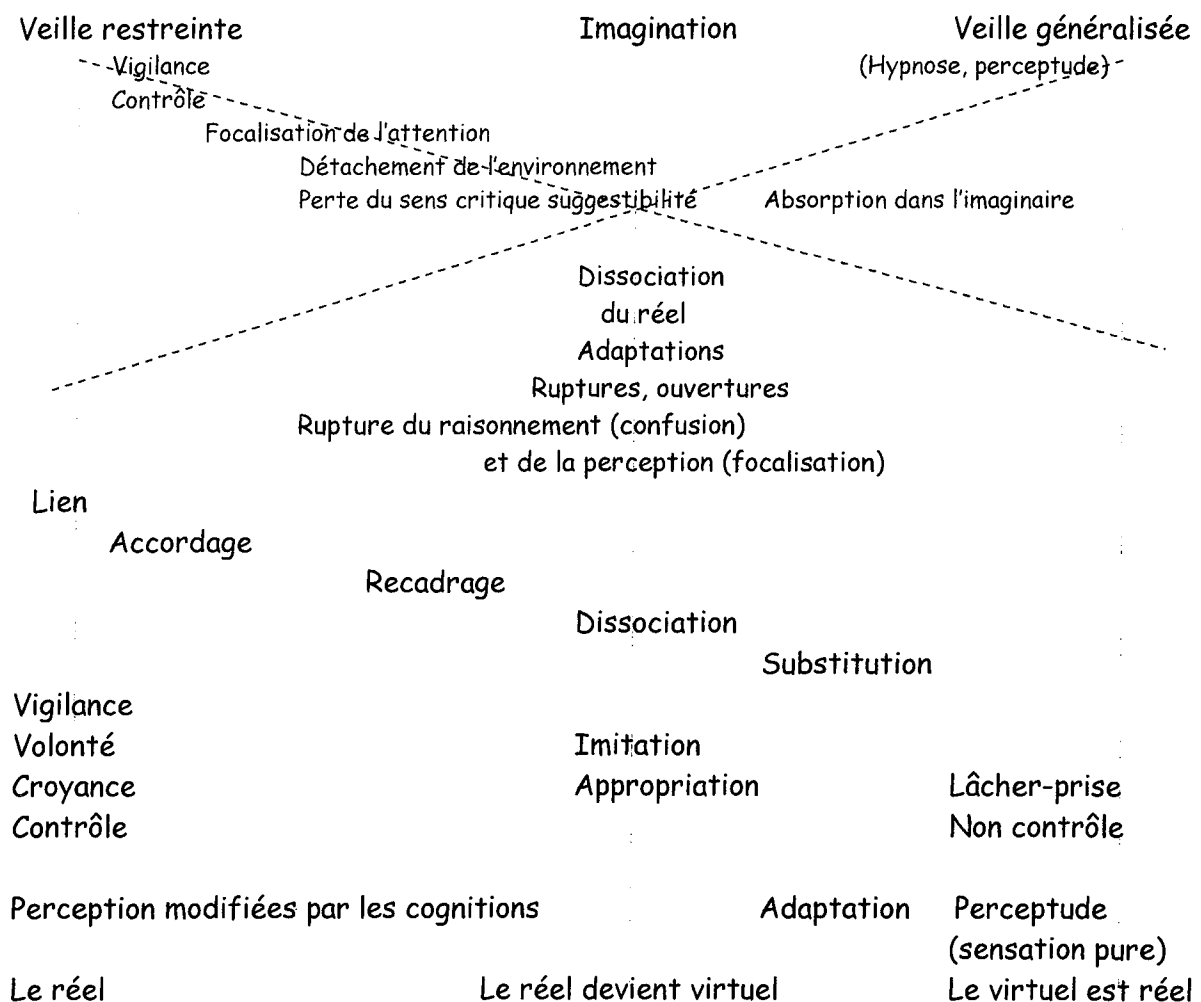 Veille restreinte Imagination Veille généralisée
Vigilance (Hypnose, perceptude)
Contrôle
Focalisation de l'attention
Détachement de l'environnement
Perte du sens critique suggestibilité Absorption dans l'imaginaire
Dissociation
du réel
Adaptations
Ruptures, ouvertures
Rupture du raisonnement (confusion)
et de la perception (focalisation)
Lien
Accordage
Recadrage
Dissociation
Substitution
Vigilance
Volonté Imitation
Croyance Appropriation Lâcher-prise
Contrôle Non contrôle
Perception modifiées par les cognitions Adaptation Perceptude
(sensation pure)
Le réel Le réel devient virtuel Le virtuel est réel